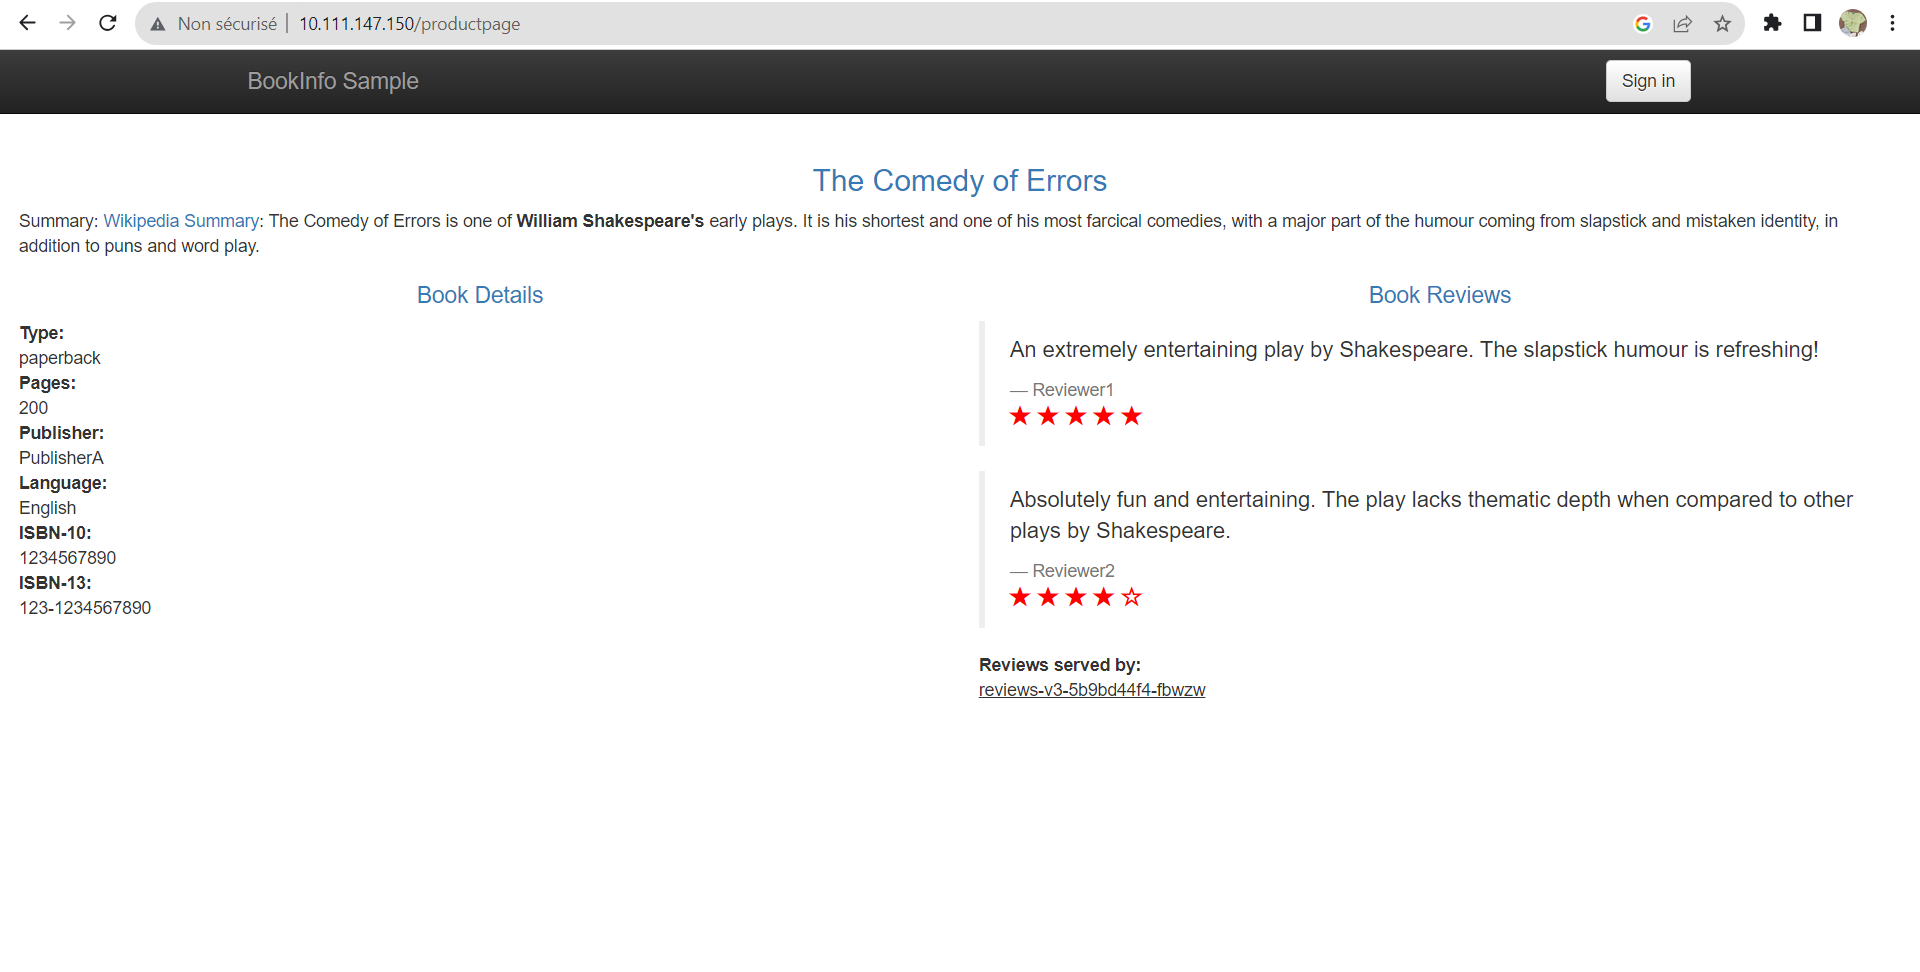 Non sécurisé | 10.111.147.150/productpage
BookInfo Sample
Sign in
The Comedy of Errors
Summary: Wikipedia Summary: The Comedy of Errors is one of William Shakespeare's early plays. It is his shortest and one of his most farcical comedies, with a major part of the humour coming from slapstick and mistaken identity, in
addition to puns and word play.
Book Details
Type:
paperback
Pages:
200
Publisher:
PublisherA
Language:
English
ISBN-10:
1234567890
ISBN-13:
123-1234567890
Book Reviews
An extremely entertaining play by Shakespeare. The slapstick humour is refreshing!
— Reviewer1
★ ★ ★ ★ ★
Absolutely fun and entertaining. The play lacks thematic depth when compared to other
plays by Shakespeare.
— Reviewer2
★ ★ ★ ★ ☆
Reviews served by:
reviews-v3-5b9bd44f4-fbwzw